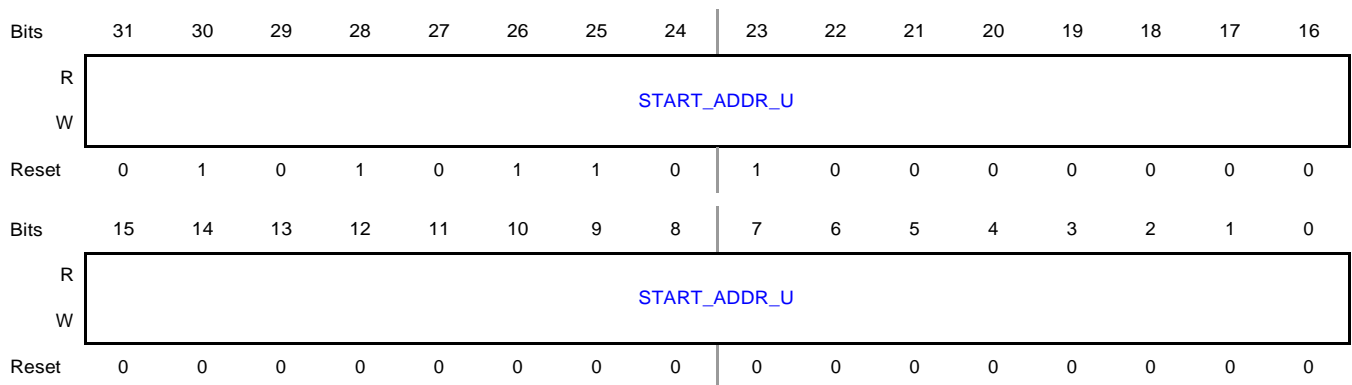 Bits 31 30 29 28 27 26 25 24 23 22 21 20 19 18 17 16
R
START_ADDR_U
W
Reset 0 1 0 1 0 1 1 0 1 0 0 0 0 0 0 0
Bits 15 14 13 12 11 10 9 8 7 6 5 4 3 2 1 0
R
START_ADDR_U
W
Reset 0 0 0 0 0 0 0 0 0 0 0 0 0 0 0 0